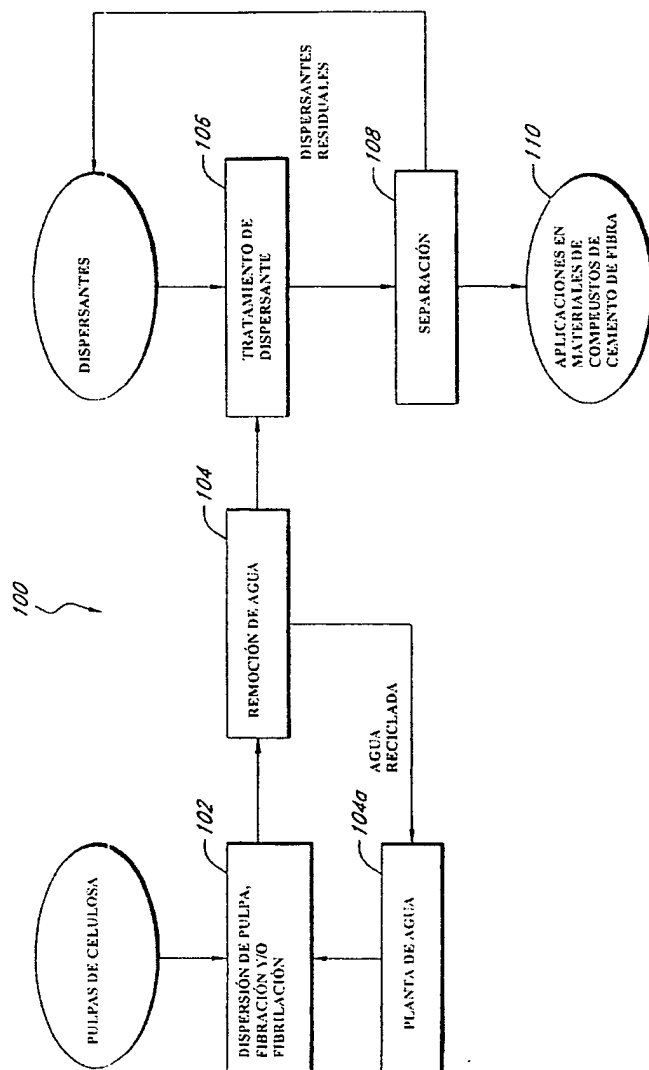 100
PULPAS DE CELULOSA
102
DISPERSIÓN DE PULPA,
FIBRACIÓN Y/O
FIBRILACIÓN
104
REMOCIÓN DE AGUA
AGUA
RECICLADA
104a
PLANTA DE AGUA
DISPERSANTES
106
TRATAMIENTO DE
DISPERSANTE
DISPERSANTES
RESIDUALES
108
SEPARACIÓN
110
APLICACIONES EN
MATERIALES DE
COMPEUSTOS DE
CEMENTO DE FIBRA